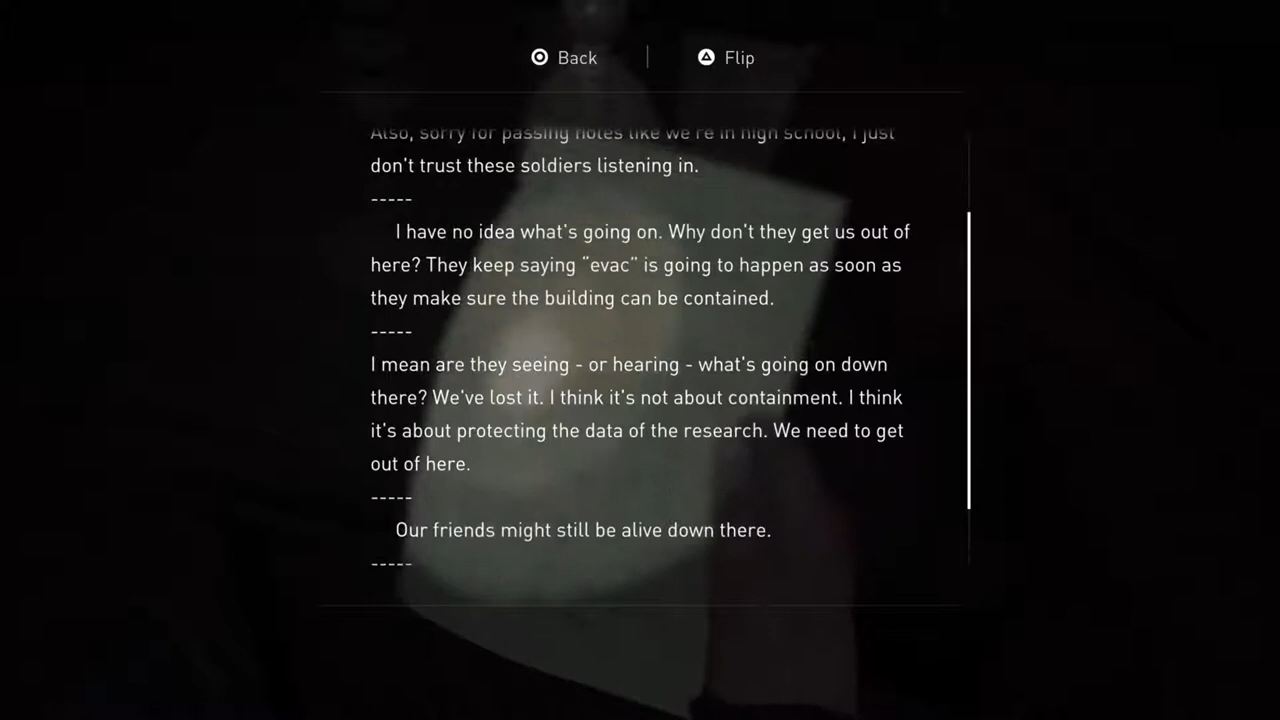 Back | Flip
Also, sorry for passing notes like we're in high school, I just
don't trust these soldiers listening in.
-----
I have no idea what's going on. Why don't they get us out of
here? They keep saying "evac" is going to happen as soon as
they make sure the building can be contained.
-----
I mean are they seeing - or hearing - what's going on down
there? We've lost it. I think it's not about containment. I think
it's about protecting the data of the research. We need to get
out of here.
-----
Our friends might still be alive down there.
-----